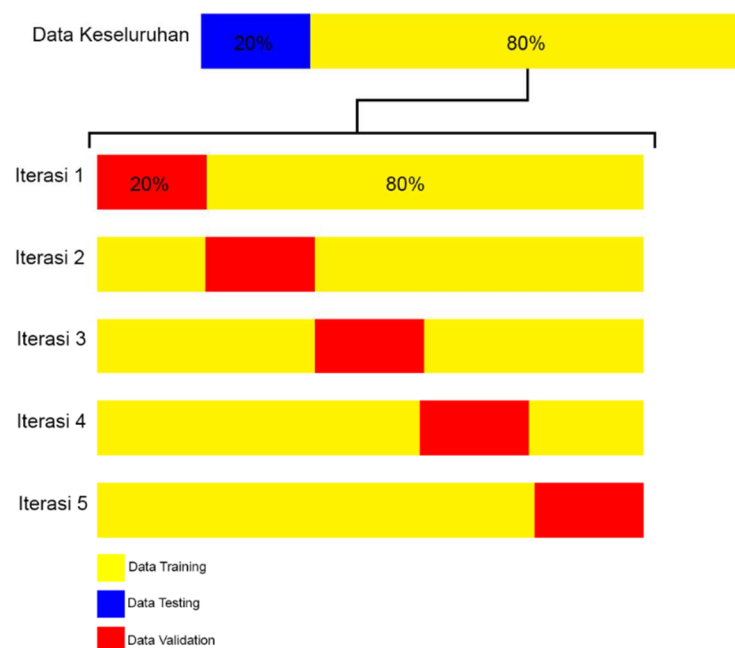 Data Keseluruhan 20% 80%
Iterasi 1 20% 80%
Iterasi 2
Iterasi 3
Iterasi 4
Iterasi 5
Data Training
Data Testing
Data Validation